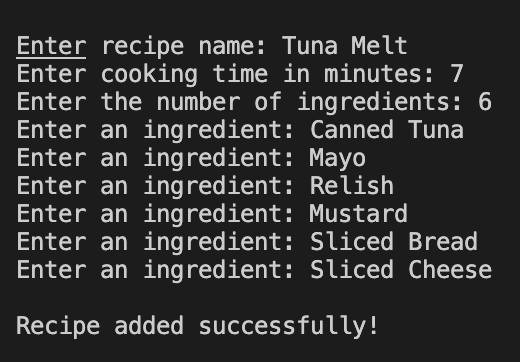 Enter recipe name: Tuna Melt
Enter cooking time in minutes: 7
Enter the number of ingredients: 6
Enter an ingredient: Canned Tuna
Enter an ingredient: Mayo
Enter an ingredient: Relish
Enter an ingredient: Mustard
Enter an ingredient: Sliced Bread
Enter an ingredient: Sliced Cheese
Recipe added successfully!